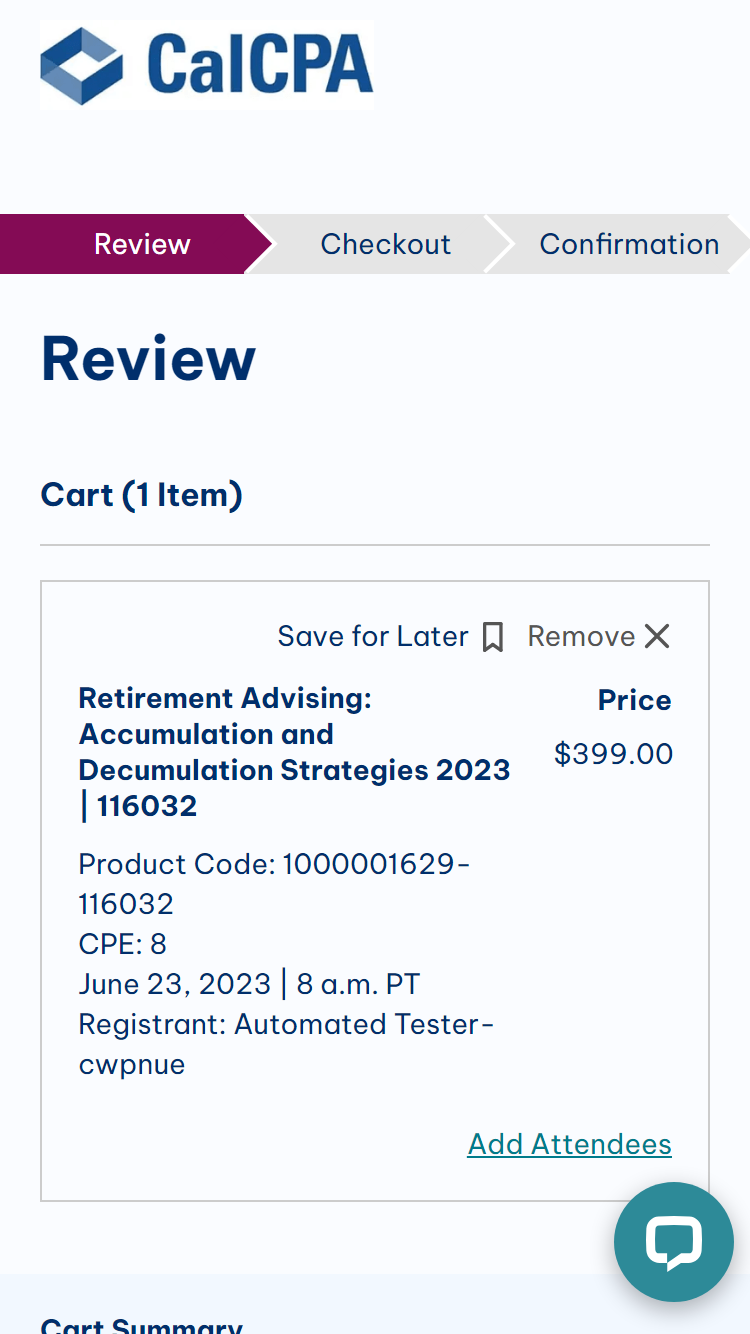 CalCPA
Review
Checkout
Confirmation
Review
Cart (1 Item)
Save for Later
Remove
Retirement Advising:
Accumulation and
Decumulation Strategies 2023
| 116032
Price
$399.00
Product Code: 1000001629-
116032
CPE: 8
June 23, 2023 | 8 a.m. PT
Registrant: Automated Tester-
cwpnue
Add Attendees
Cart Summary